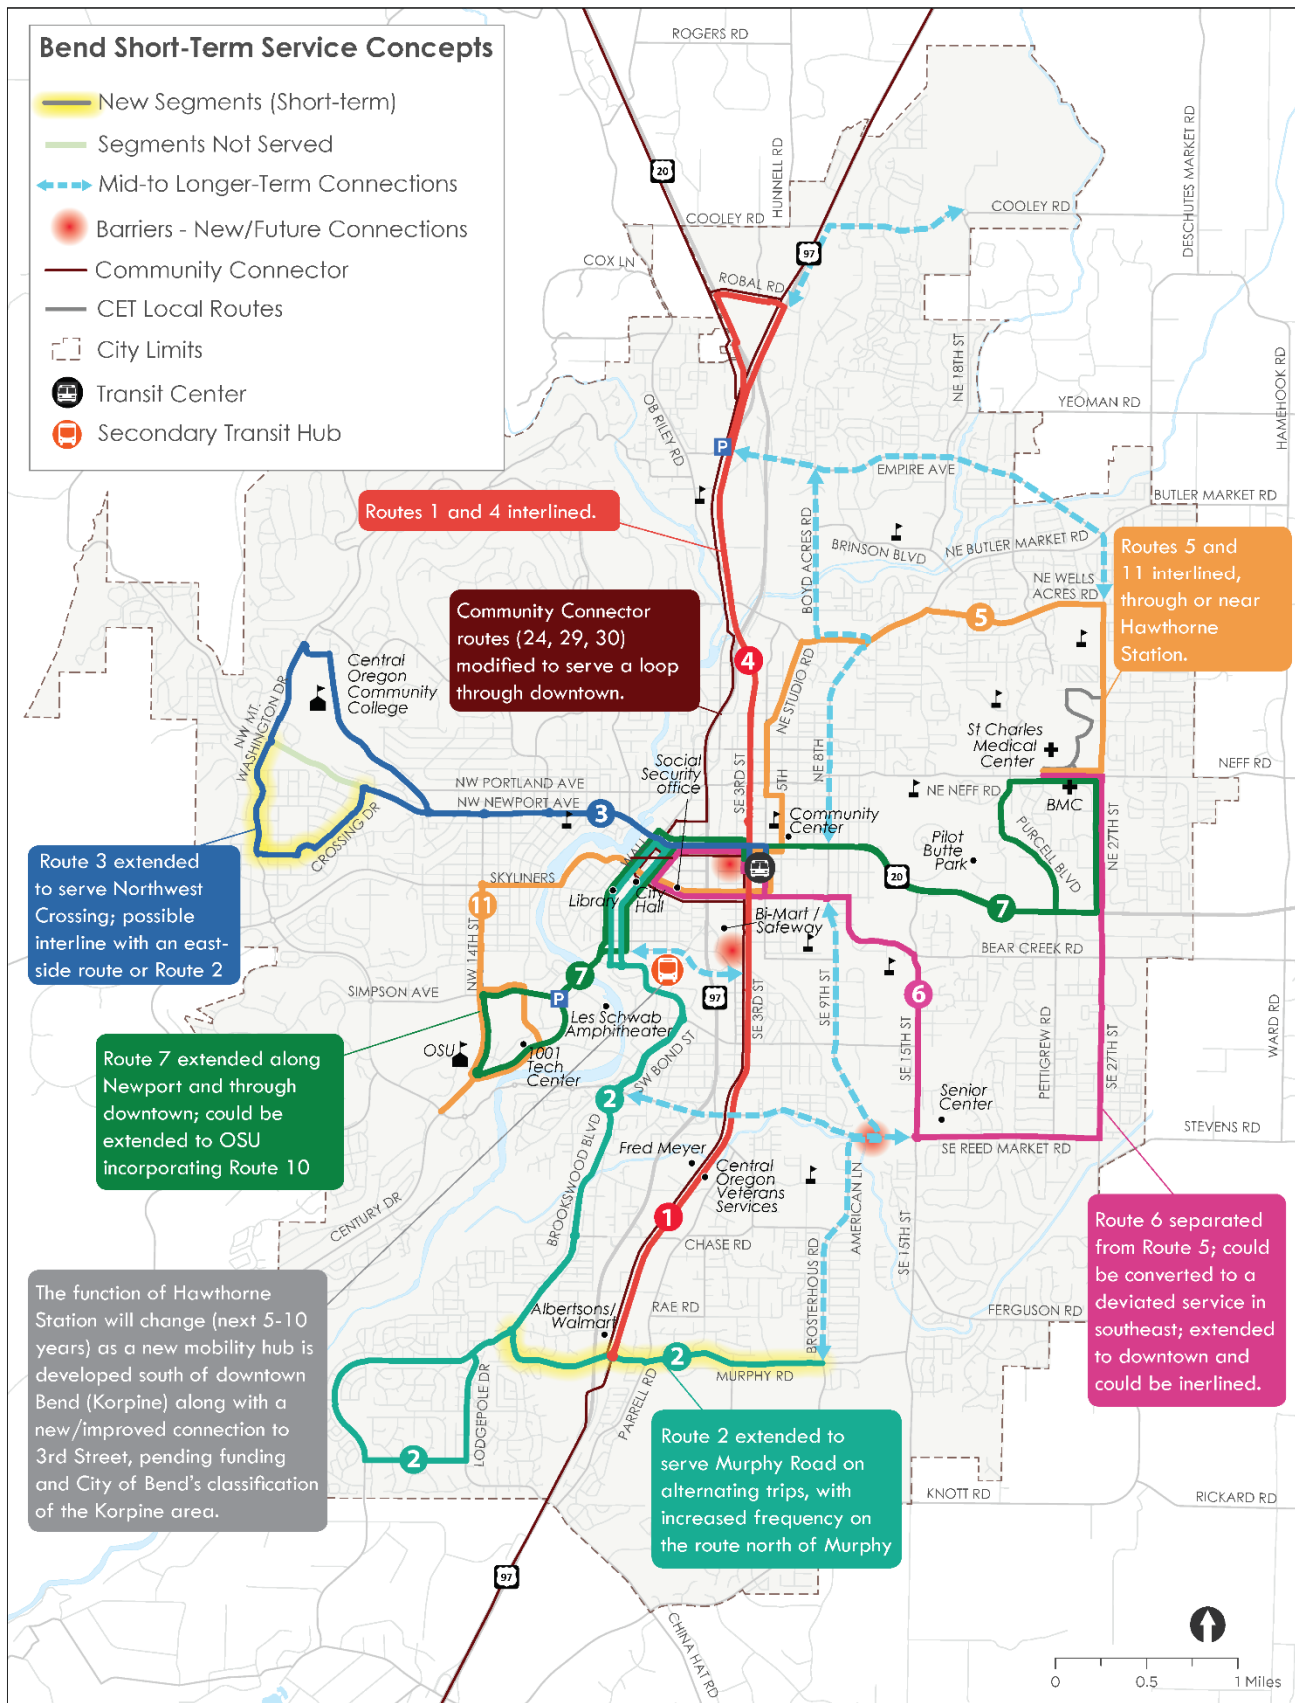 Bend Short-Term Service Concepts
New Segments (Short-term)
Segments Not Served
Mid-to Longer-Term Connections
Barriers - New/Future Connections
Community Connector
CET Local Routes
City Limits
Transit Center
Secondary Transit Hub
ROGERS RD
20
HUNNELL RD
DESCHUTES MARKET RD
COOLEY RD
COOLEY RD
97
COX LN
ROBAL RD
NE 18TH ST
HAMEHOOK RD
YEOMAN RD
OB RILEY RD
P
EMPIRE AVE
BUTLER MARKET RD
Routes 1 and 4 interlined.
BOYD ACRES RD
BRINSON BLVD
NE BUTLER MARKET RD
NE WELLS
ACRES RD
Routes 5 and
11 interlined,
through or near
Hawthorne
Station.
Community Connector
routes (24, 29, 30)
modified to serve a loop
through downtown.
5
4
NE STUDIO RD
Central
Oregon
Community
College
NW MT.
WASHINGTON DR
St Charles
Medical
Center
NEFF RD
NE NEFF RD
BMC
Social
Security
office
SE 3RD ST
5TH
NE 8TH
NW PORTLAND AVE
NW NEWPORT AVE
3
CROSSING DR
Community
Center
Pilot
Butte
Park
PURCELL BLVD
NE 27TH ST
WALL
Route 3 extended
to serve Northwest
Crossing; possible
interline with an east-
side route or Route 2
SKYLINERS
11
Library
City
Hall
20
7
Bi-Mart /
Safeway
BEAR CREEK RD
NW 14TH ST
7
97
SE 3RD ST
SE 9TH ST
6
SIMPSON AVE
P
Les Schwab
Amphitheater
SE 15TH ST
PETTIGREW RD
SE 27TH ST
WARD RD
OSU
1001
Tech
Center
SW BOND ST
Route 7 extended along
Newport and through
downtown; could be
extended to OSU
incorporating Route 10
2
Senior
Center
STEVENS RD
SE REED MARKET RD
Fred Meyer
Central
Oregon
Veterans
Services
BROOKSWOOD BLVD
CENTURY DR
1
CHASE RD
AMERICAN LN
SE 15TH ST
Route 6 separated
from Route 5; could
be converted to a
deviated service in
southeast; extended
to downtown and
could be inerlined.
The function of Hawthorne
Station will change (next 5-10
years) as a new mobility hub is
developed south of downtown
Bend (Korpine) along with a
new/improved connection to
3rd Street, pending funding
and City of Bend's classification
of the Korpine area.
Albertsons/
Walmart
RAE RD
BROSTERHOUS RD
FERGUSON RD
2
MURPHY RD
LODGEPOLE DR
PARRELL RD
2
Route 2 extended to
serve Murphy Road on
alternating trips, with
increased frequency on
the route north of Murphy
KNOTT RD
RICKARD RD
97
CHINA HAT RD
0
0.5
1 Miles